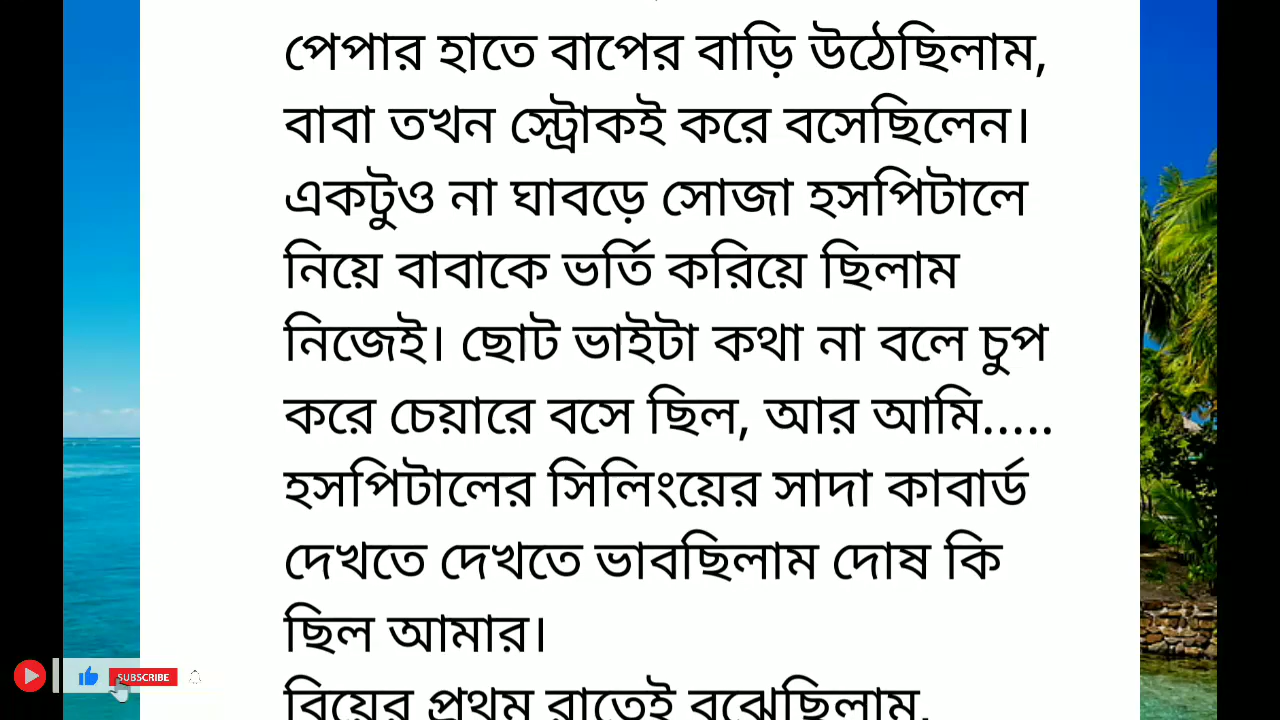 পেপার হাতে বাপের বাড়ি উঠেছিলাম,
বাবা তখন স্ট্রোকই করে বসেছিলেন।
একটুও না ঘাবড়ে সোজা হসপিটালে
নিয়ে বাবাকে ভর্তি করিয়ে ছিলাম
নিজেই। ছোট ভাইটা কথা না বলে চুপ
করে চেয়ারে বসে ছিল, আর আমি.....
হসপিটালের সিলিংয়ের সাদা কাবার্ড
দেখতে দেখতে ভাবছিলাম দোষ কি
ছিল আমার।
বিয়ের প্রথম রাতেই বুঝেছিলাম,
SUBSCRIBE